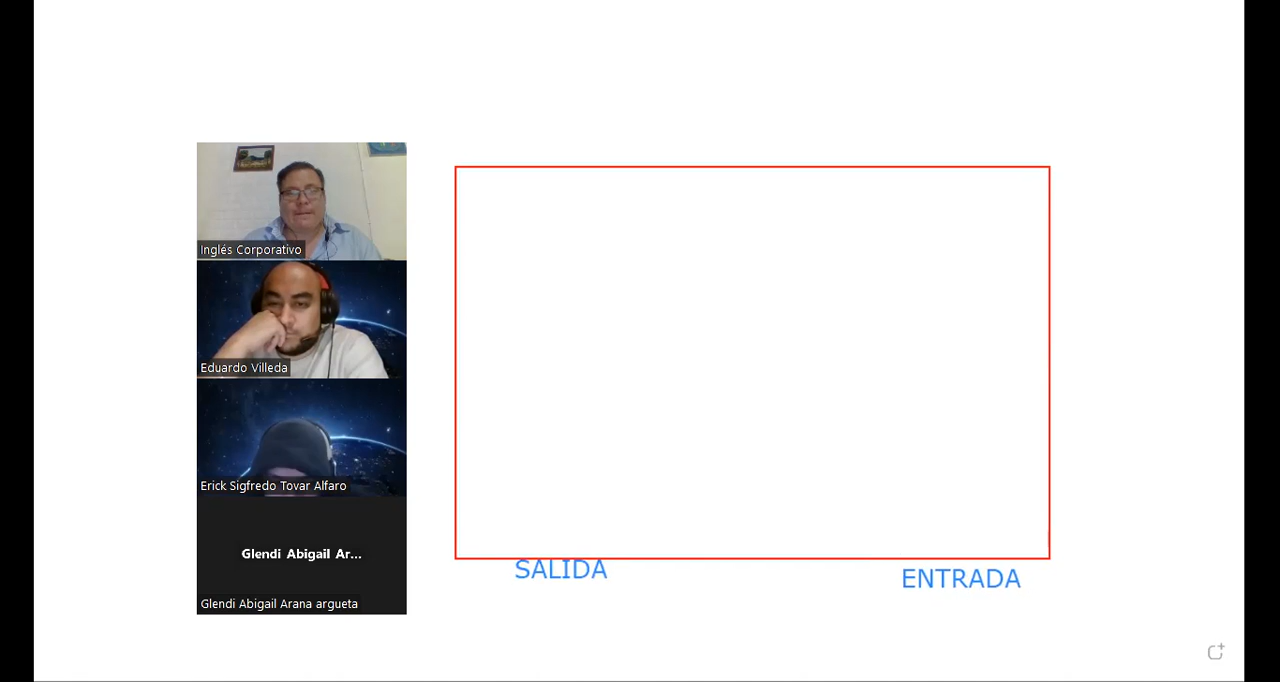 Inglés Corporativo
Eduardo Villeda
Erick Sigfredo Tovar Alfaro
Glendi Abigail Ar...
Glendi Abigail Arana argueta
SALIDA
ENTRADA